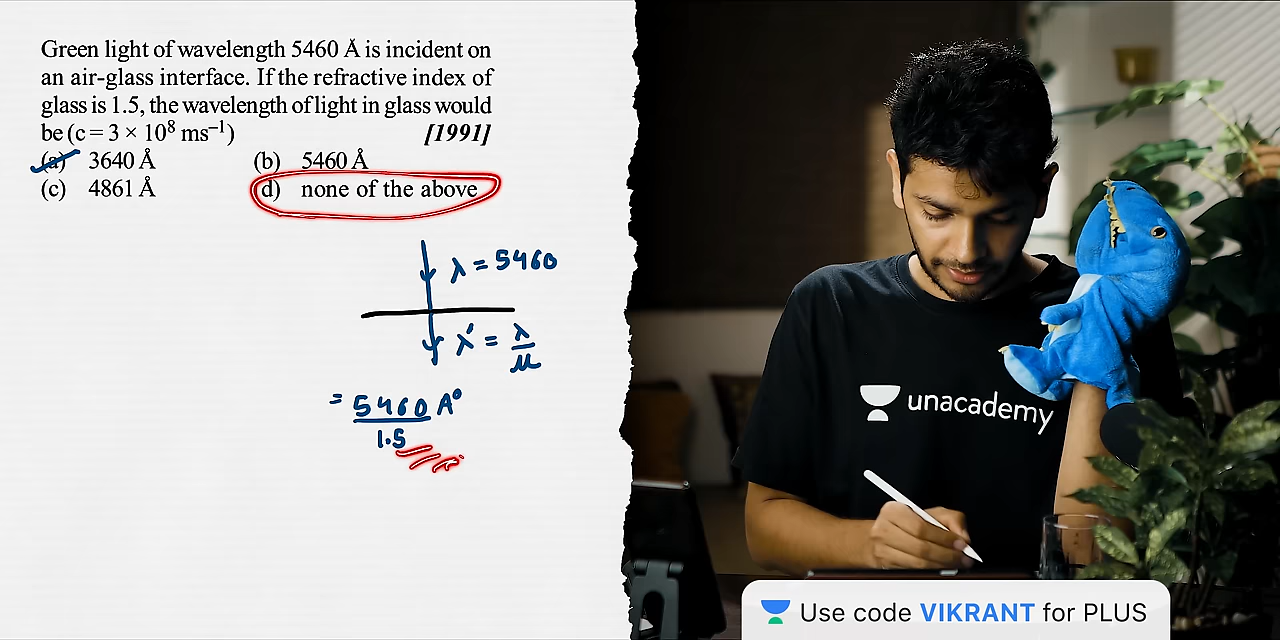 Green light of wavelength 5460 Å is incident on
an air-glass interface. If the refractive index of
glass is 1.5, the wavelength of light in glass would
be (c = 3 × 10⁸ ms⁻¹) [1991]
(a) 3640 Å (b) 5460 Å
(c) 4861 Å (d) none of the above
λ = 5460
λ' = λ/μ
= 5460/1.5 A°
unacademy
Use code VIKRANT for PLUS